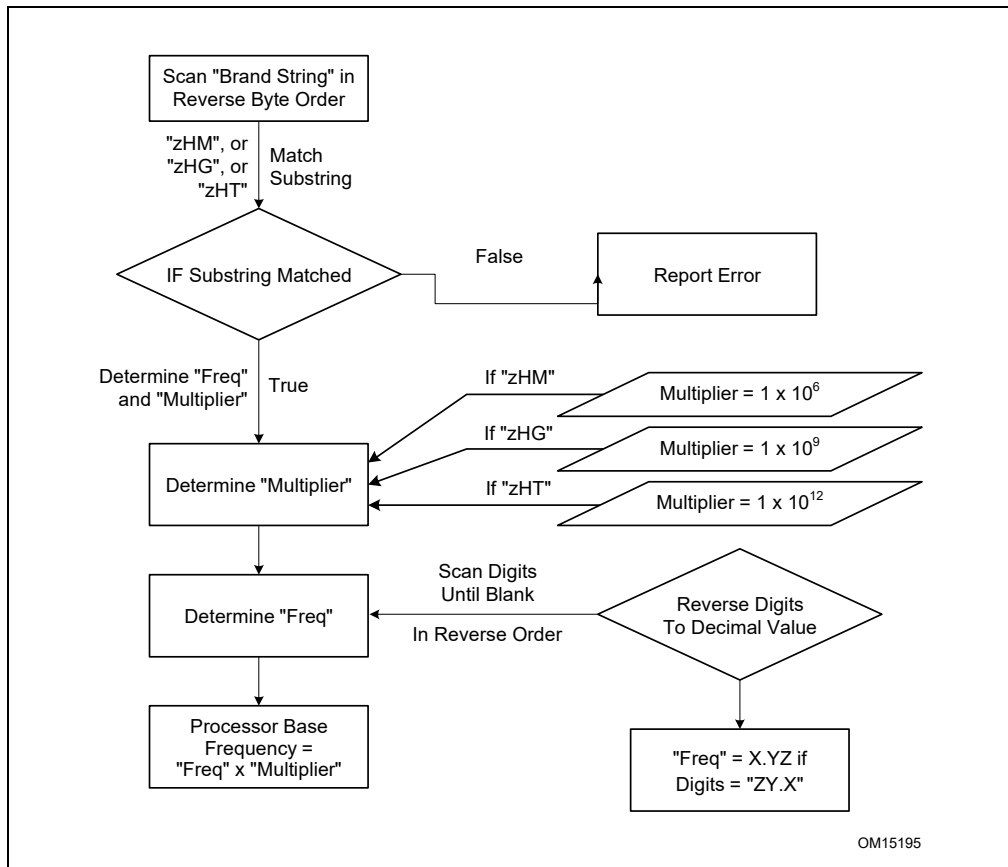 Scan "Brand String" in
Reverse Byte Order
"zHM", or
"zHG", or
"zHT"
Match
Substring
IF Substring Matched
False
Report Error
Determine "Freq"
and "Multiplier"
True
If "zHM"
Multiplier = 1 x 10⁶
If "zHG"
Multiplier = 1 x 10⁹
Determine "Multiplier"
If "zHT"
Multiplier = 1 x 10¹²
Scan Digits
Until Blank
In Reverse Order
Determine "Freq"
Reverse Digits
To Decimal Value
Processor Base
Frequency =
"Freq" x "Multiplier"
"Freq" = X.YZ if
Digits = "ZY.X"
OM15195